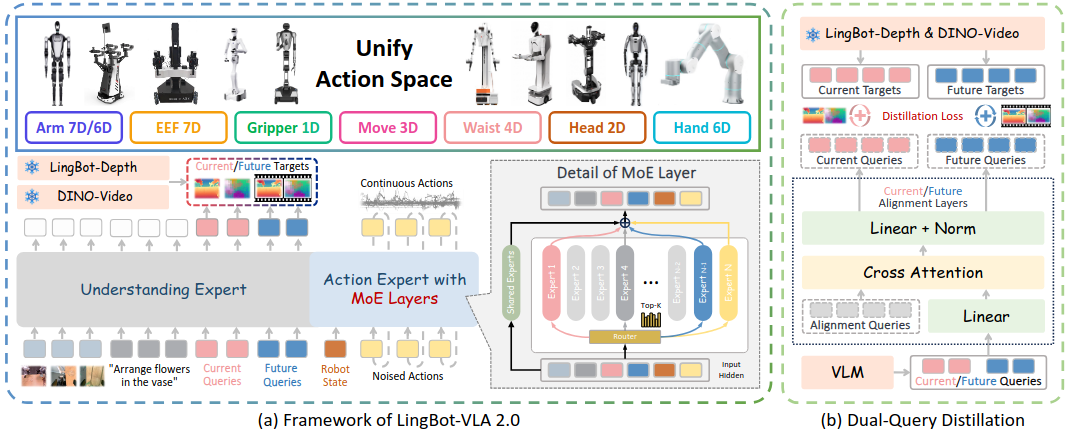 Unify
Action Space
Arm 7D/6D
EEF 7D
Gripper 1D
Move 3D
Waist 4D
Head 2D
Hand 6D
LingBot-Depth
DINO-Video
Current/Future Targets
Continuous Actions
Understanding Expert
Action Expert with
MoE Layers
"Arrange flowers
in the vase"
Current
Queries
Future
Queries
Robot
State
Noised Actions
Detail of MoE Layer
Shared Experts
Expert 1
Expert 2
Expert 3
Expert 4
...
Expert N-2
Expert N-1
Expert N
Top-K
Router
Input
Hidden
(a) Framework of LingBot-VLA 2.0
LingBot-Depth & DINO-Video
Current Targets
Future Targets
Distillation Loss
Current Queries
Future Queries
Current/Future
Alignment Layers
Linear + Norm
Cross Attention
Alignment Queries
Linear
VLM
Current/Future Queries
(b) Dual-Query Distillation